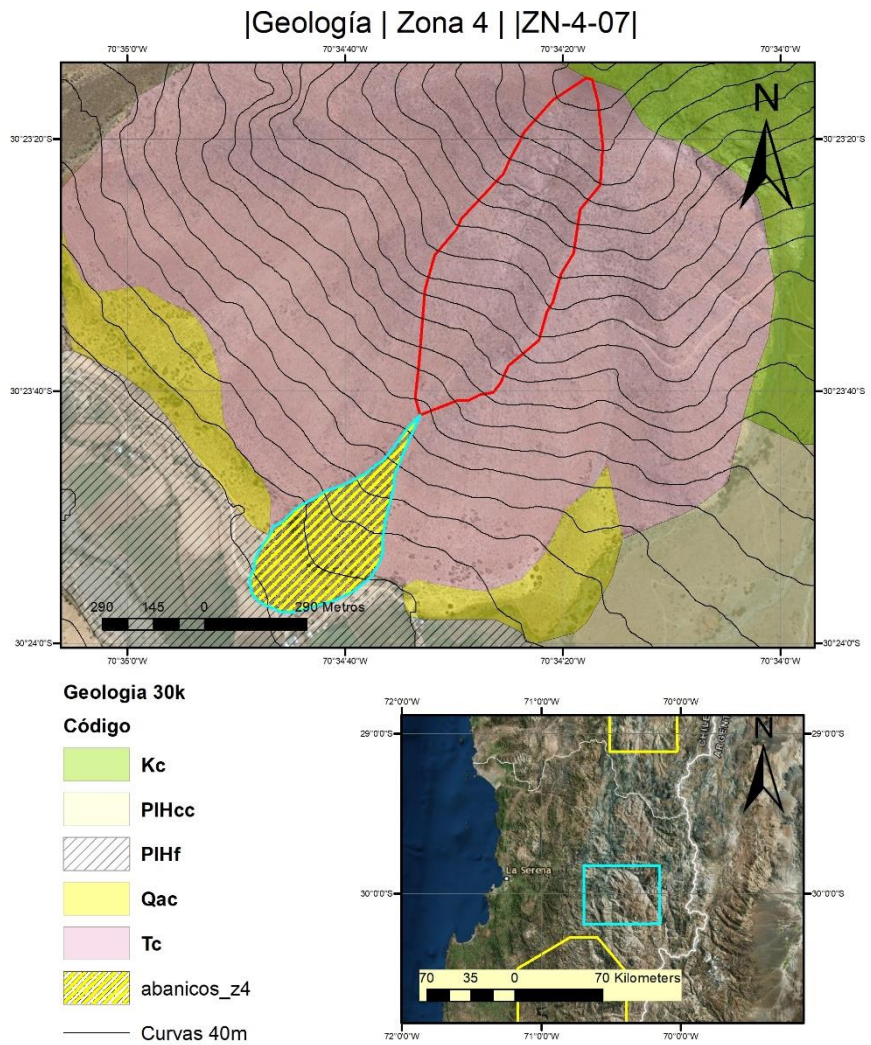 |Geología | Zona 4 | |ZN-4-07|
70°35'0"W 70°34'40"W 70°34'20"W 70°34'0"W
N
30°23'20"S 30°23'20"S
30°23'40"S 30°23'40"S
290 145 0 290 Metros
30°24'0"S 30°24'0"S
70°35'0"W 70°34'40"W 70°34'20"W 70°34'0"W
Geologia 30k
Código
Kc
PlHcc
PlHf
Qac
Tc
abanicos_z4
Curvas 40m
72°0'0"W 71°0'0"W 70°0'0"W
N
CHILE
29°0'0"S 29°0'0"S
La Serena
30°0'0"S 30°0'0"S
70 35 0 70 Kilometers
72°0'0"W 71°0'0"W 70°0'0"W